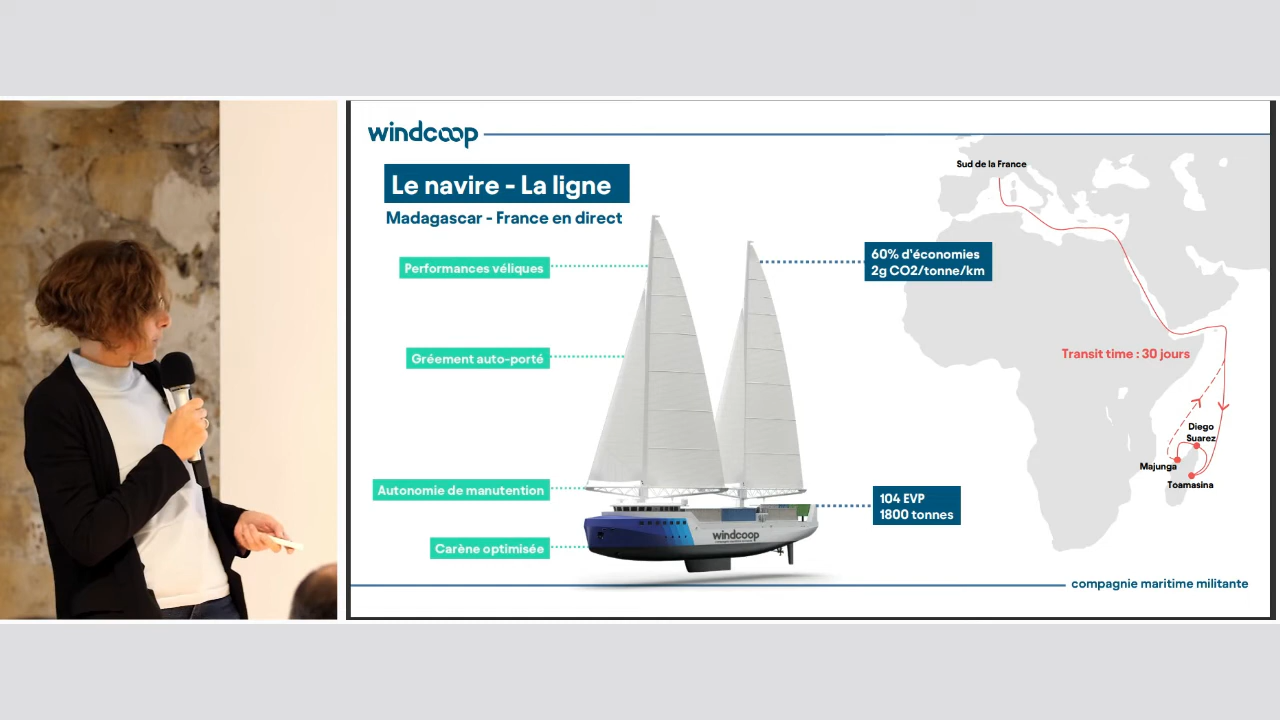 windcoop
Le navire - La ligne
Madagascar - France en direct
Performances véliques
Gréement auto-porté
Autonomie de manutention
Carène optimisée
60% d'économies
2g CO2/tonne/km
104 EVP
1800 tonnes
windcoop
Sud de la France
Transit time : 30 jours
Diego
Suarez
Majunga
Toamasina
compagnie maritime militante